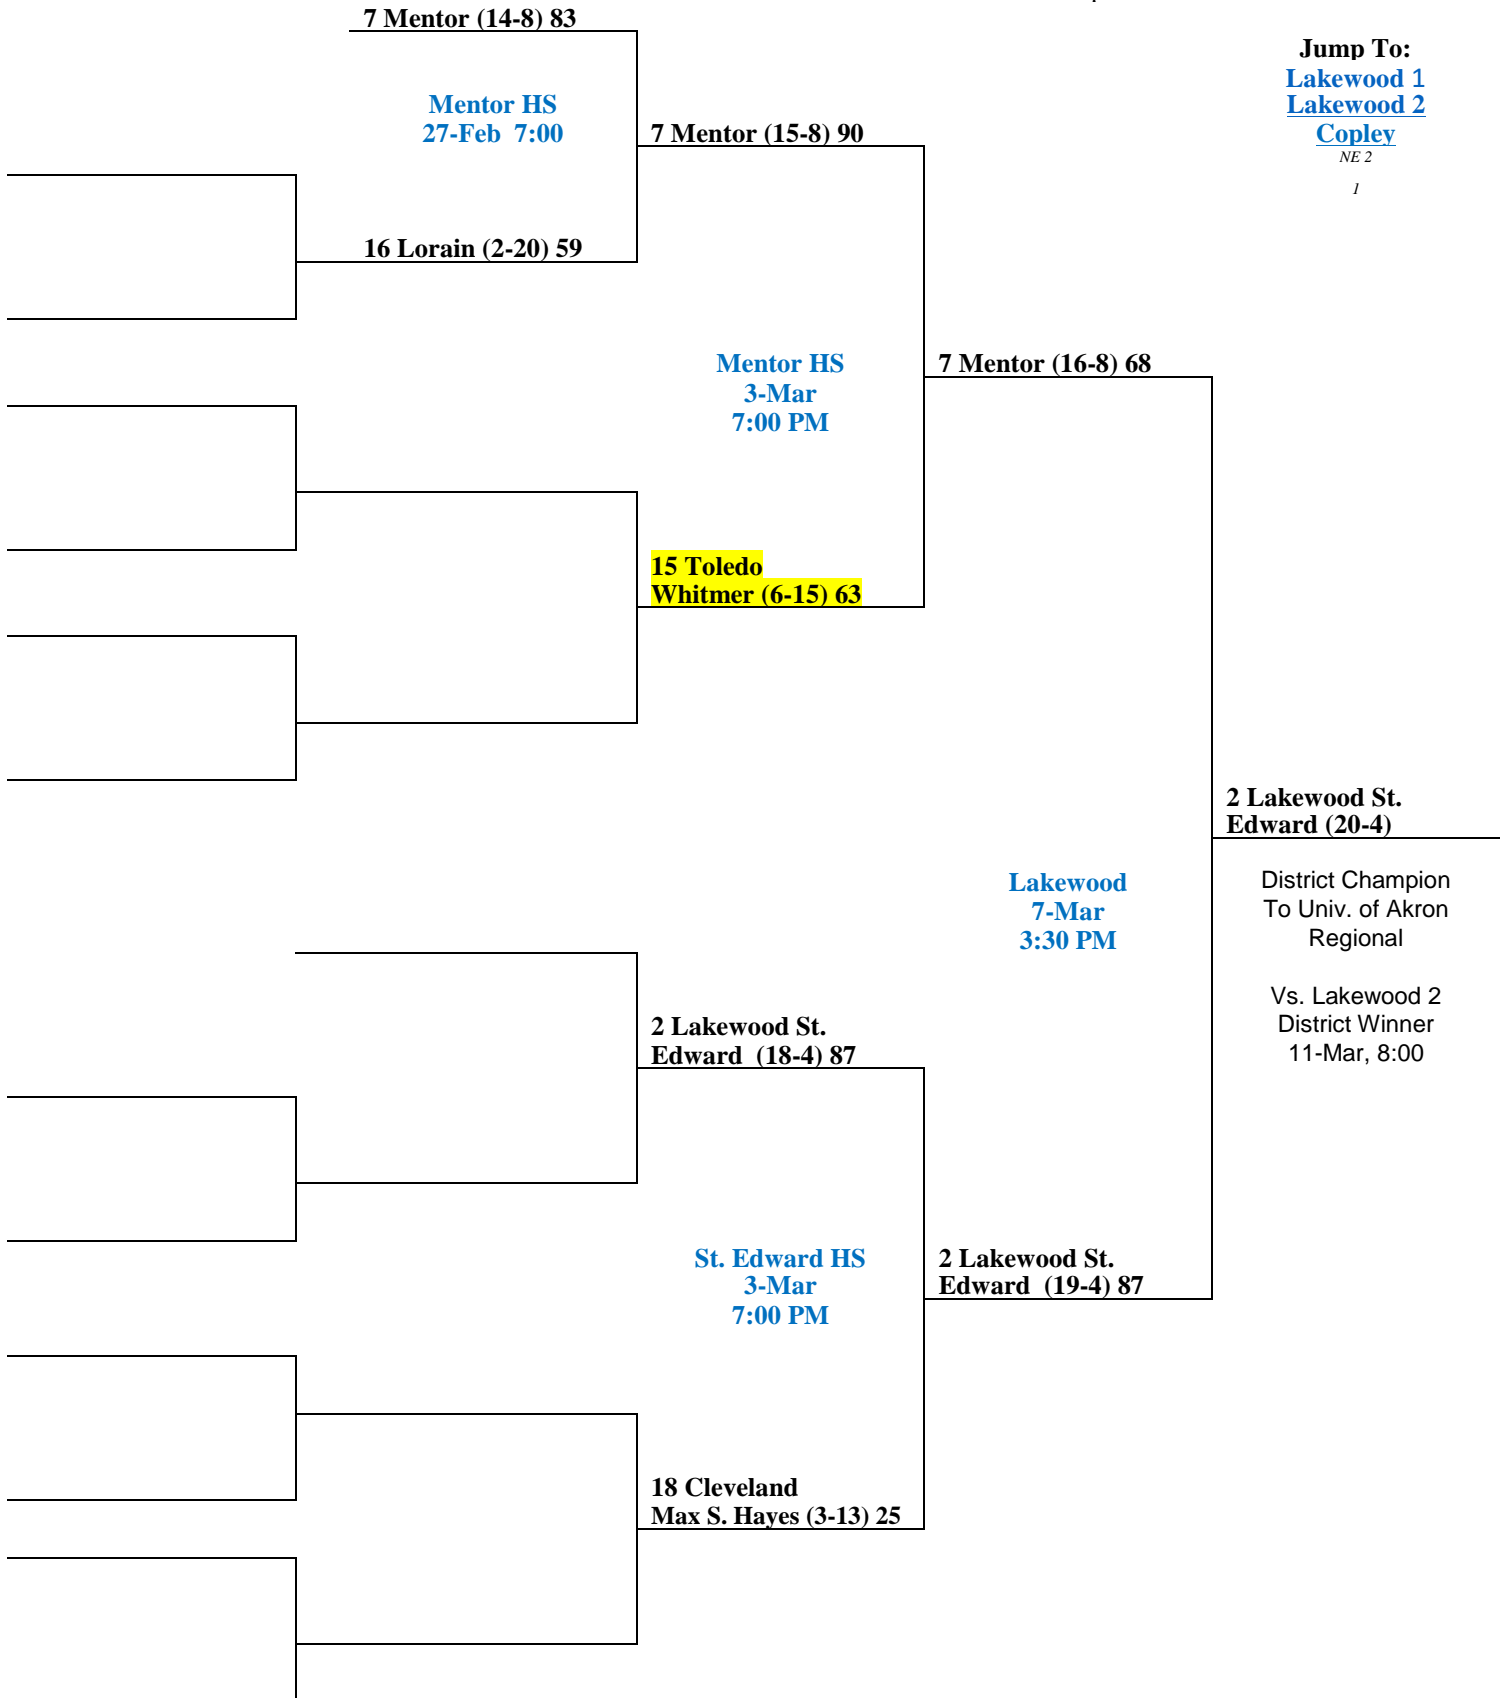 7 Mentor (14-8) 83
Jump To:
Lakewood 1
Lakewood 2
Copley
NE 2
1
Mentor HS
27-Feb  7:00
7 Mentor (15-8) 90
16 Lorain (2-20) 59
Mentor HS
3-Mar
7:00 PM
7 Mentor (16-8) 68
15 Toledo
Whitmer (6-15) 63
2 Lakewood St.
Edward (20-4)
Lakewood
7-Mar
3:30 PM
District Champion
To Univ. of Akron
Regional
Vs. Lakewood 2
District Winner
11-Mar, 8:00
2 Lakewood St.
Edward  (18-4) 87
St. Edward HS
3-Mar
7:00 PM
2 Lakewood St.
Edward  (19-4) 87
18 Cleveland
Max S. Hayes (3-13) 25